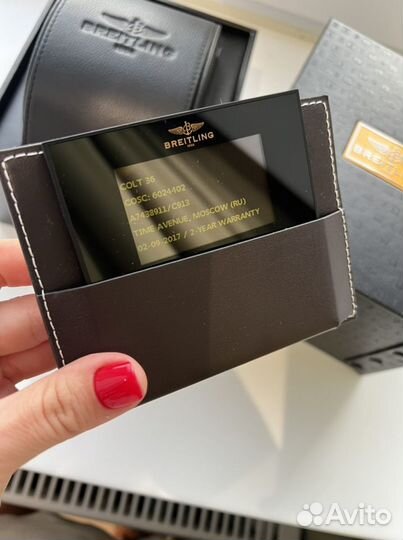 BREITLING
1884
BREITLING
1884
COLT 36
COSC: 6024402
A7438911/C913
TIME AVENUE, MOSCOW (RU)
02-09-2017 / 2-YEAR WARRANTY
Avito